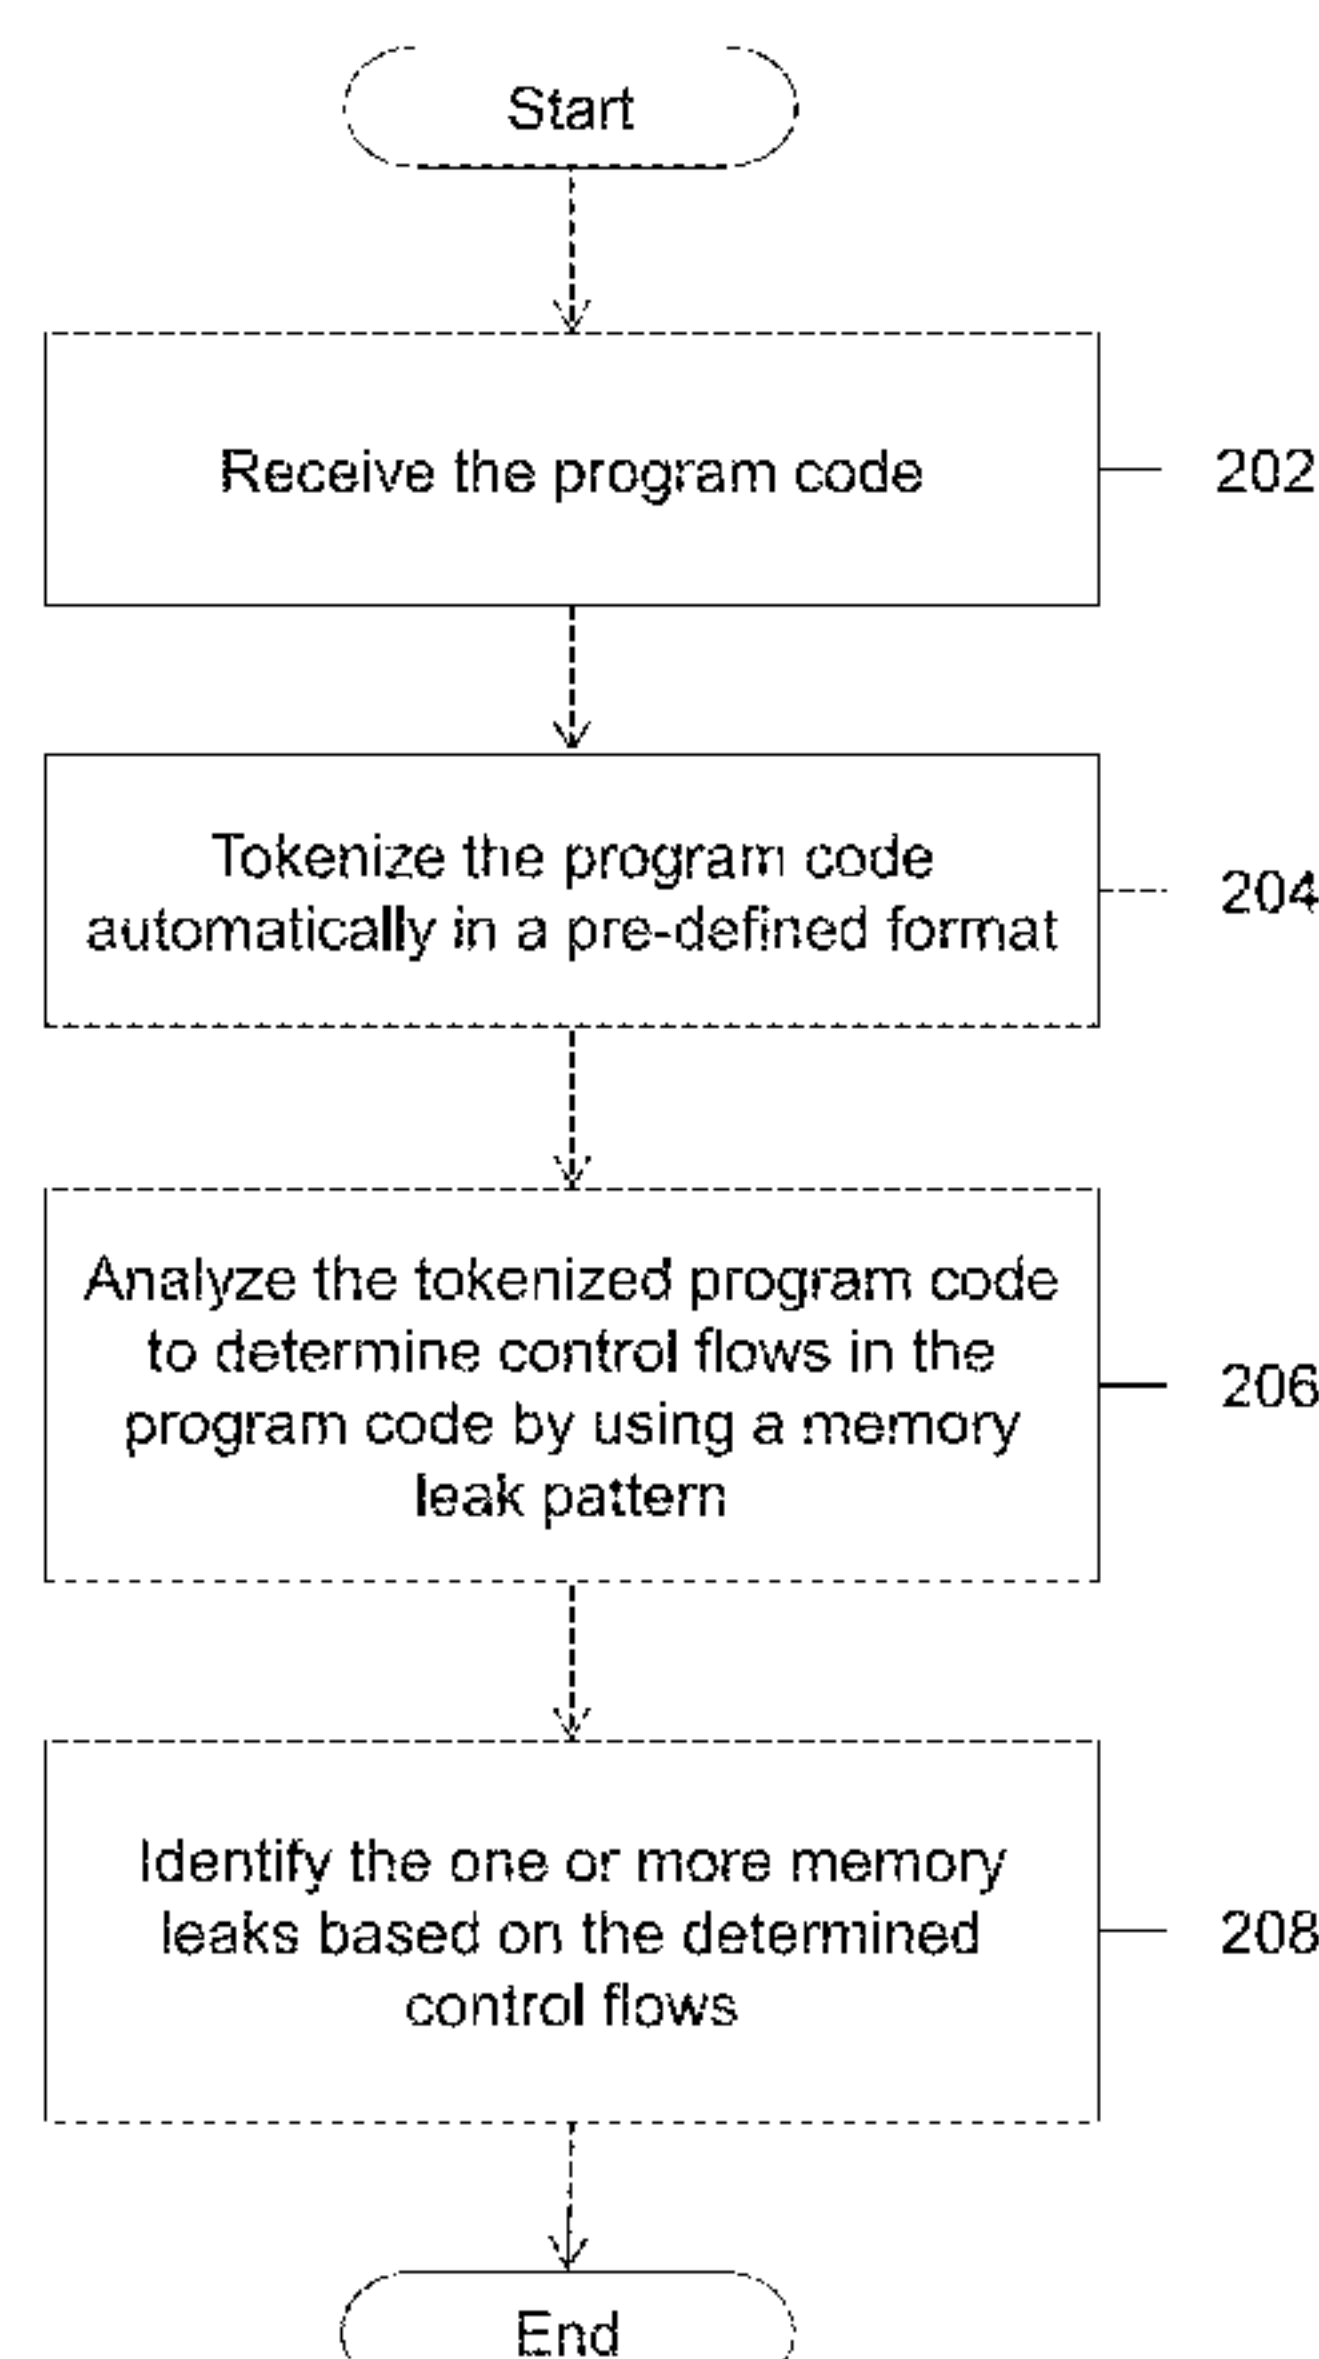 Start
Receive the program code
202
Tokenize the program code
automatically in a pre-defined format
204
Analyze the tokenized program code
to determine control flows in the
program code by using a memory
leak pattern
206
Identify the one or more memory
leaks based on the determined
control flows
208
End